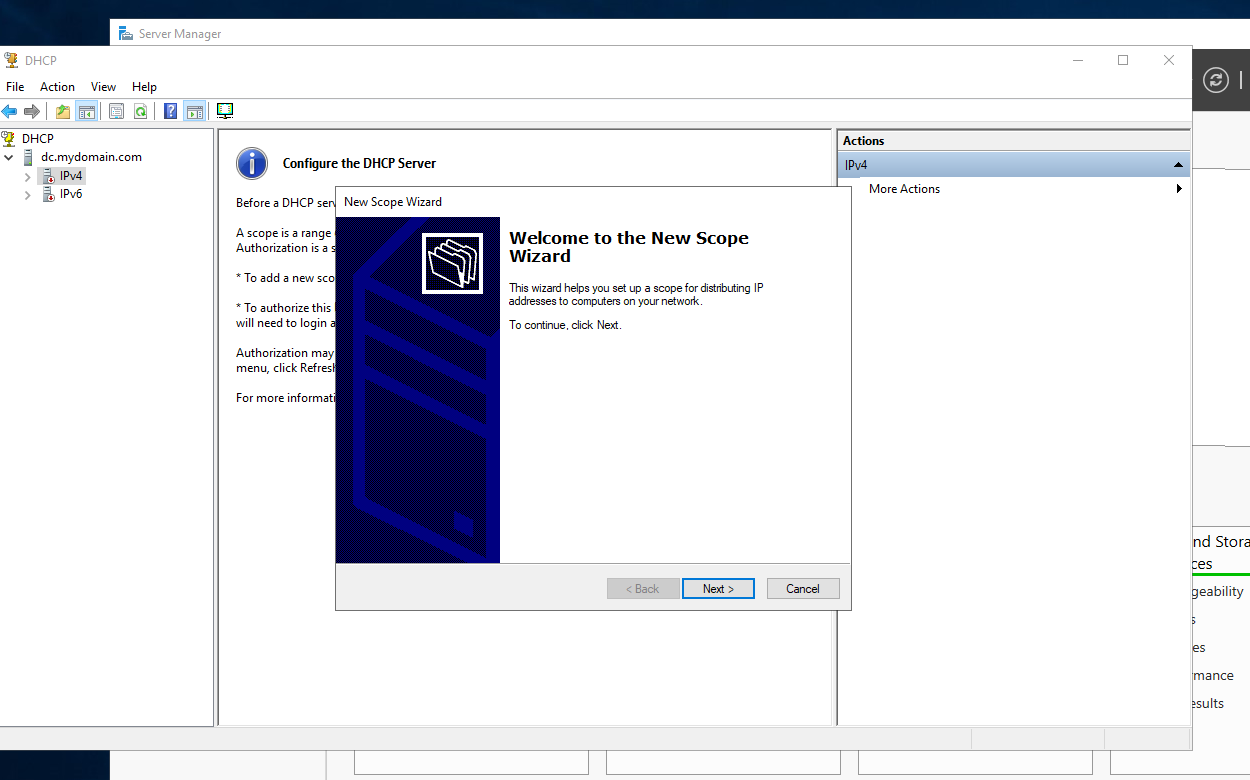 Server Manager
DHCP
File Action View Help
DHCP
dc.mydomain.com
IPv4
IPv6
Configure the DHCP Server
Before a DHCP serv
A scope is a range
Authorization is a s
* To add a new sco
* To authorize this
will need to login a
Authorization may
menu, click Refresh
For more informati
New Scope Wizard
Welcome to the New Scope
Wizard
This wizard helps you set up a scope for distributing IP
addresses to computers on your network.
To continue, click Next.
< Back Next > Cancel
Actions
IPv4
More Actions
nd Stora
ces
geability
s
es
mance
esults